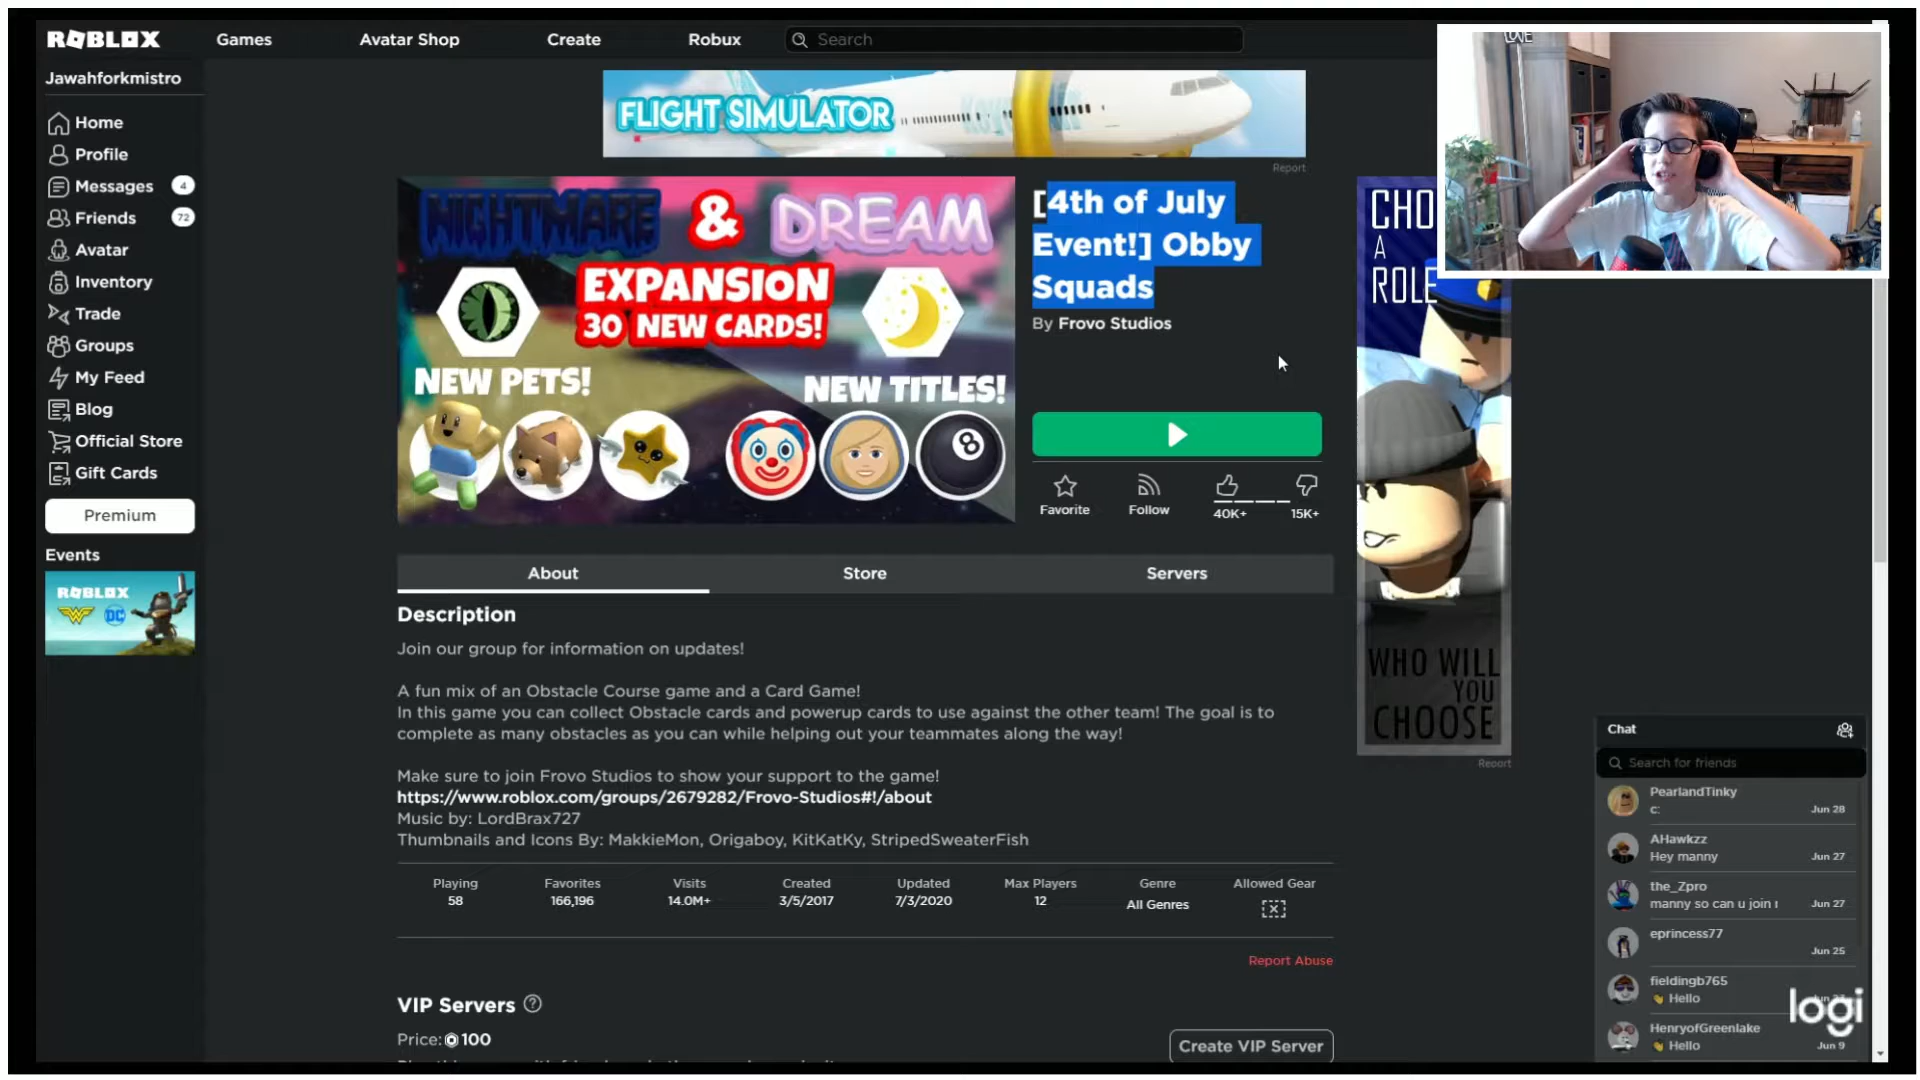 ROBLOX
Games
Avatar Shop
Create
Robux
Search
LOVE
Jawahforkmistro
Home
Profile
Messages 4
Friends 72
Avatar
Inventory
Trade
Groups
My Feed
Blog
Official Store
Gift Cards
Premium
Events
ROBLOX
DC
FLIGHT SIMULATOR
Report
NIGHTMARE & DREAM
EXPANSION
30 NEW CARDS!
NEW PETS!
NEW TITLES!
8
[4th of July
Event!] Obby
Squads
By Frovo Studios
Favorite
Follow
40K+
15K+
CHO
A
ROLE
WHO WILL
YOU
CHOOSE
Report
About
Store
Servers
Description
Join our group for information on updates!
A fun mix of an Obstacle Course game and a Card Game!
In this game you can collect Obstacle cards and powerup cards to use against the other team! The goal is to
complete as many obstacles as you can while helping out your teammates along the way!
Make sure to join Frovo Studios to show your support to the game!
https://www.roblox.com/groups/2679282/Frovo-Studios#!/about
Music by: LordBrax727
Thumbnails and Icons By: MakkieMon, Origaboy, KitKatKy, StripedSweaterFish
Playing
58
Favorites
166,196
Visits
14.0M+
Created
3/5/2017
Updated
7/3/2020
Max Players
12
Genre
All Genres
Allowed Gear
Report Abuse
VIP Servers ?
Price: 100
Create VIP Server
Chat
Search for friends
PearlandTinky
c:
Jun 28
AHawkzz
Hey manny
Jun 27
the_Zpro
manny so can u join
Jun 27
eprincess77
Jun 25
fieldingb765
👋 Hello
HenryofGreenlake
👋 Hello
Jun 9
logi